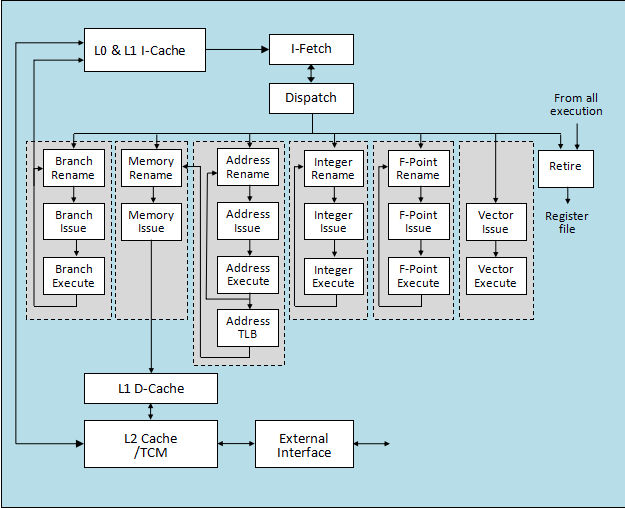 L0 & L1 I-Cache
I-Fetch
Dispatch
From all
execution
Branch
Rename
Memory
Rename
Address
Rename
Integer
Rename
F-Point
Rename
Retire
Branch
Issue
Memory
Issue
Address
Issue
Integer
Issue
F-Point
Issue
Vector
Issue
Register
file
Branch
Execute
Address
Execute
Integer
Execute
F-Point
Execute
Vector
Execute
Address
TLB
L1 D-Cache
L2 Cache
/TCM
External
Interface